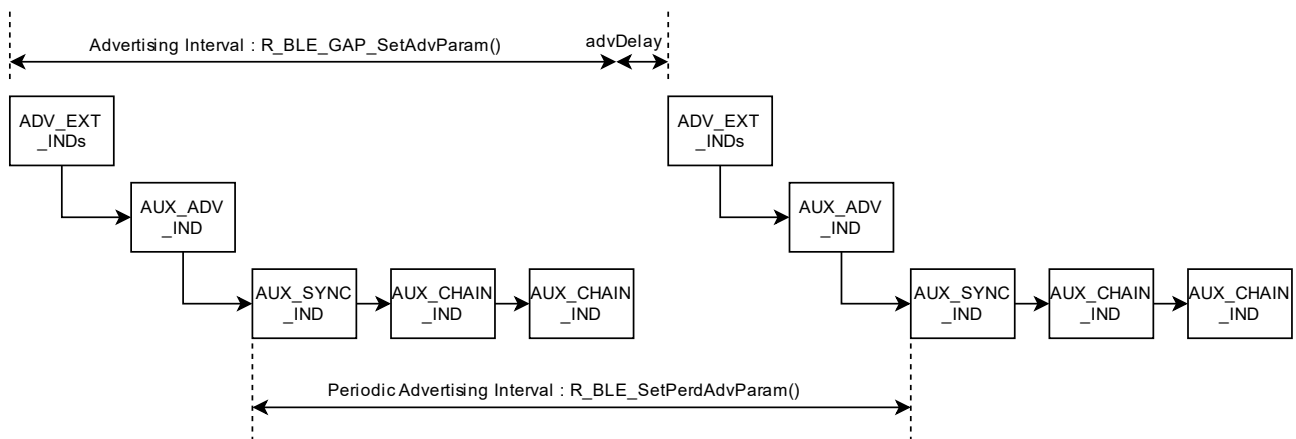 Advertising Interval : R_BLE_GAP_SetAdvParam()
advDelay
ADV_EXT
_INDs
ADV_EXT
_INDs
AUX_ADV
_IND
AUX_ADV
_IND
AUX_SYNC
_IND
AUX_CHAIN
_IND
AUX_CHAIN
_IND
AUX_SYNC
_IND
AUX_CHAIN
_IND
AUX_CHAIN
_IND
Periodic Advertising Interval : R_BLE_SetPerdAdvParam()